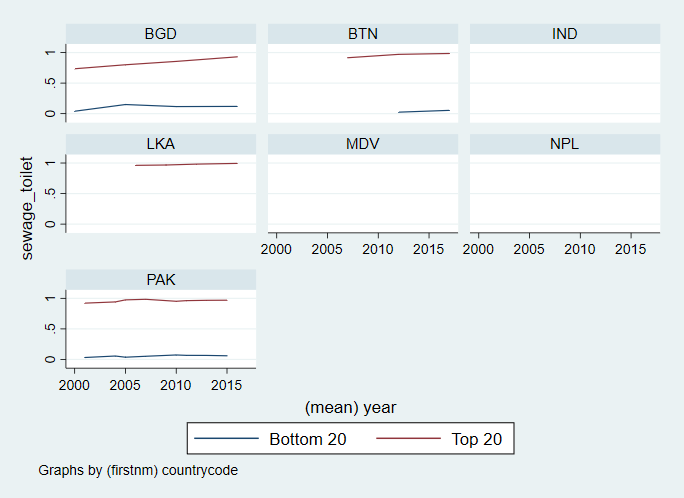 BGD BTN IND
1
.5
0
LKA MDV NPL
1
.5
0
2000 2005 2010 2015 2000 2005 2010 2015
PAK
1
.5
0
2000 2005 2010 2015
sewage_toilet
(mean) year
Bottom 20 Top 20
Graphs by (firstnm) countrycode